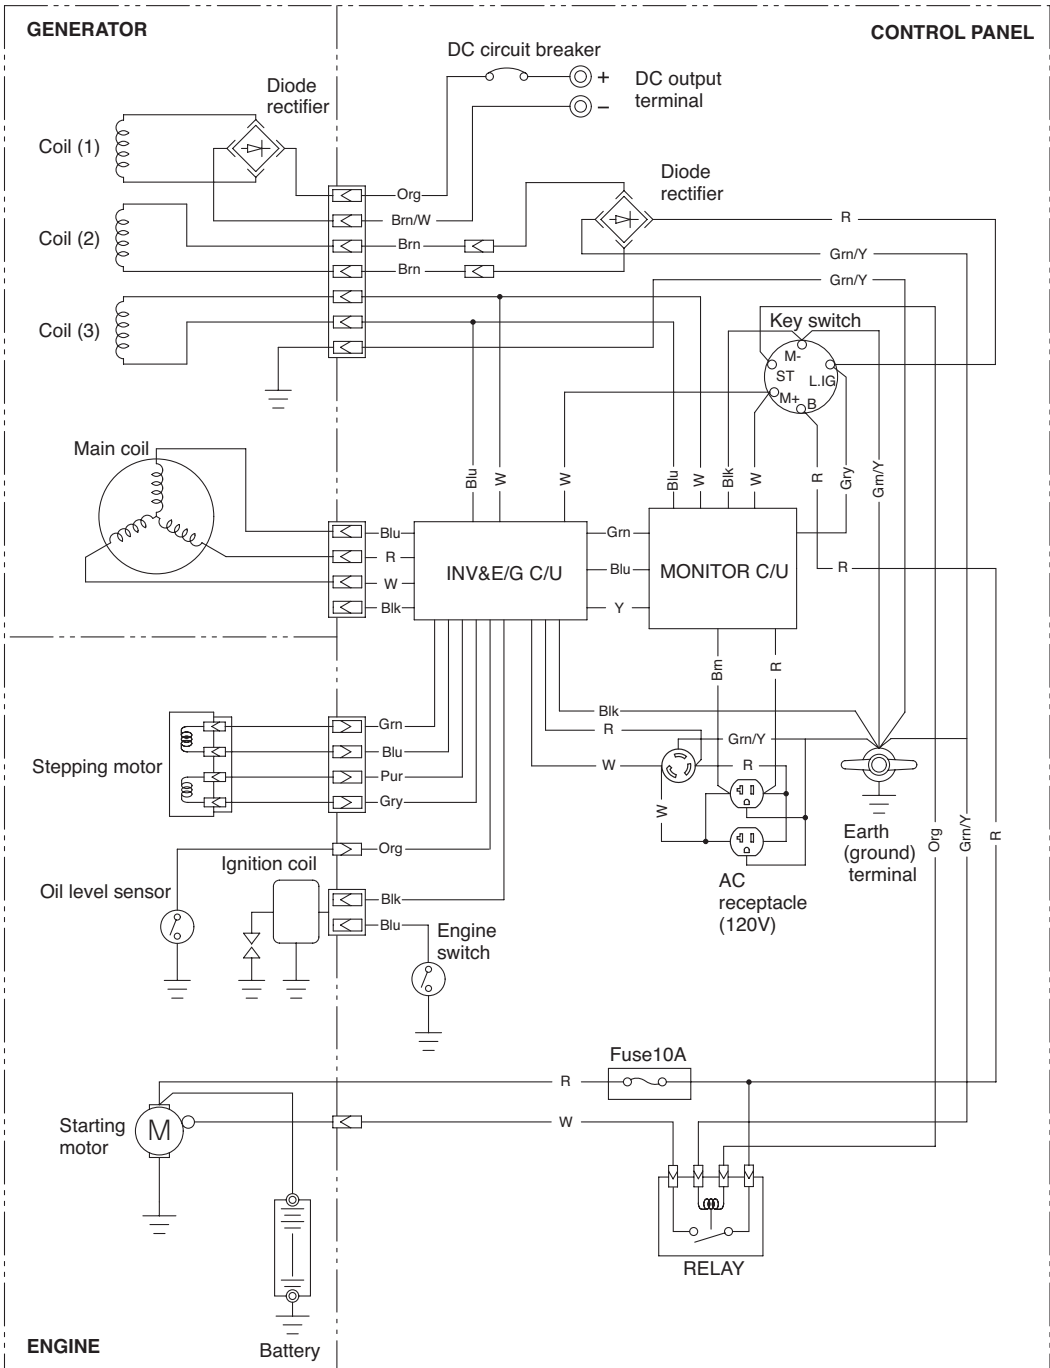 GENERATOR
CONTROL PANEL
DC circuit breaker
+
DC output
terminal
–
Diode
rectifier
Coil (1)
Diode
rectifier
Org
Brn/W
R
Coil (2)
Brn
Grn/Y
Brn
Grn/Y
Coil (3)
Key switch
M-
ST
L.IG
M+
B
Main coil
Blu
W
W
Blu
W
Blk
W
R
Gry
Grn/Y
Blu
R
W
Blk
INV&E/G C/U
Grn
Blu
Y
MONITOR C/U
R
Brn
R
Stepping motor
Grn
Blu
Pur
Gry
Blk
R
Grn/Y
W
R
W
Earth
(ground)
terminal
Org
Grn/Y
R
AC
receptacle
(120V)
Org
Ignition coil
Oil level sensor
Blk
Blu
Engine
switch
Fuse10A
R
W
Starting
motor
M
RELAY
Battery
ENGINE